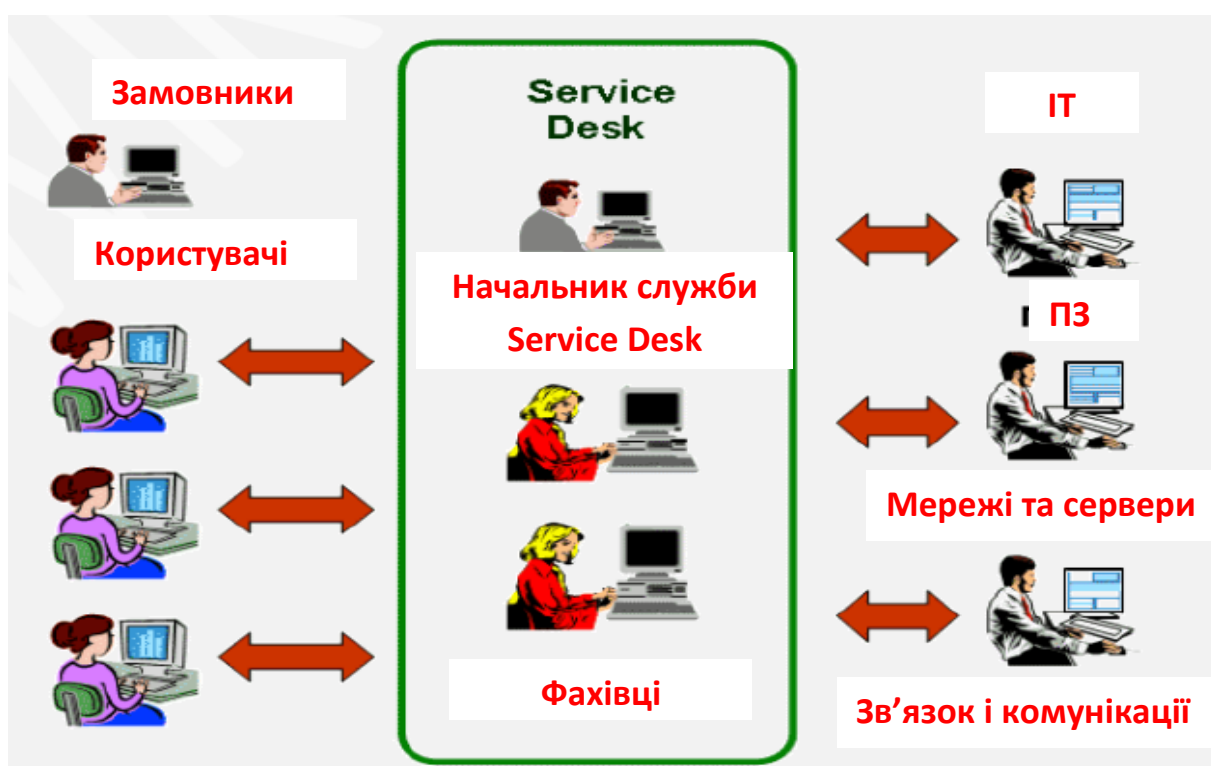 Замовники
Користувачі
Service
Desk
Начальник служби
Service Desk
Фахівці
ІТ
ПЗ
Мережі та сервери
Зв’язок і комунікації